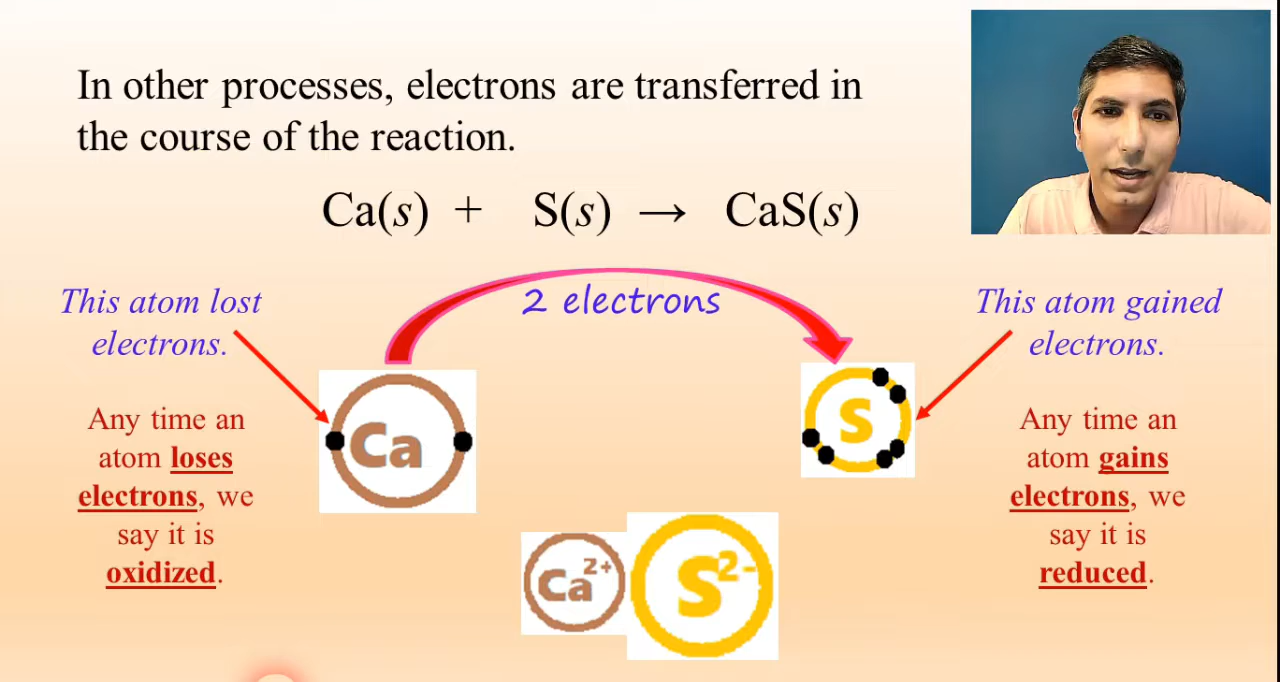 In other processes, electrons are transferred in
the course of the reaction.
Ca(s) + S(s) → CaS(s)
This atom lost
electrons.
2 electrons
This atom gained
electrons.
Any time an
atom loses
electrons, we
say it is
oxidized.
Ca
S
Any time an
atom gains
electrons, we
say it is
reduced.
Ca²⁺
S²⁻